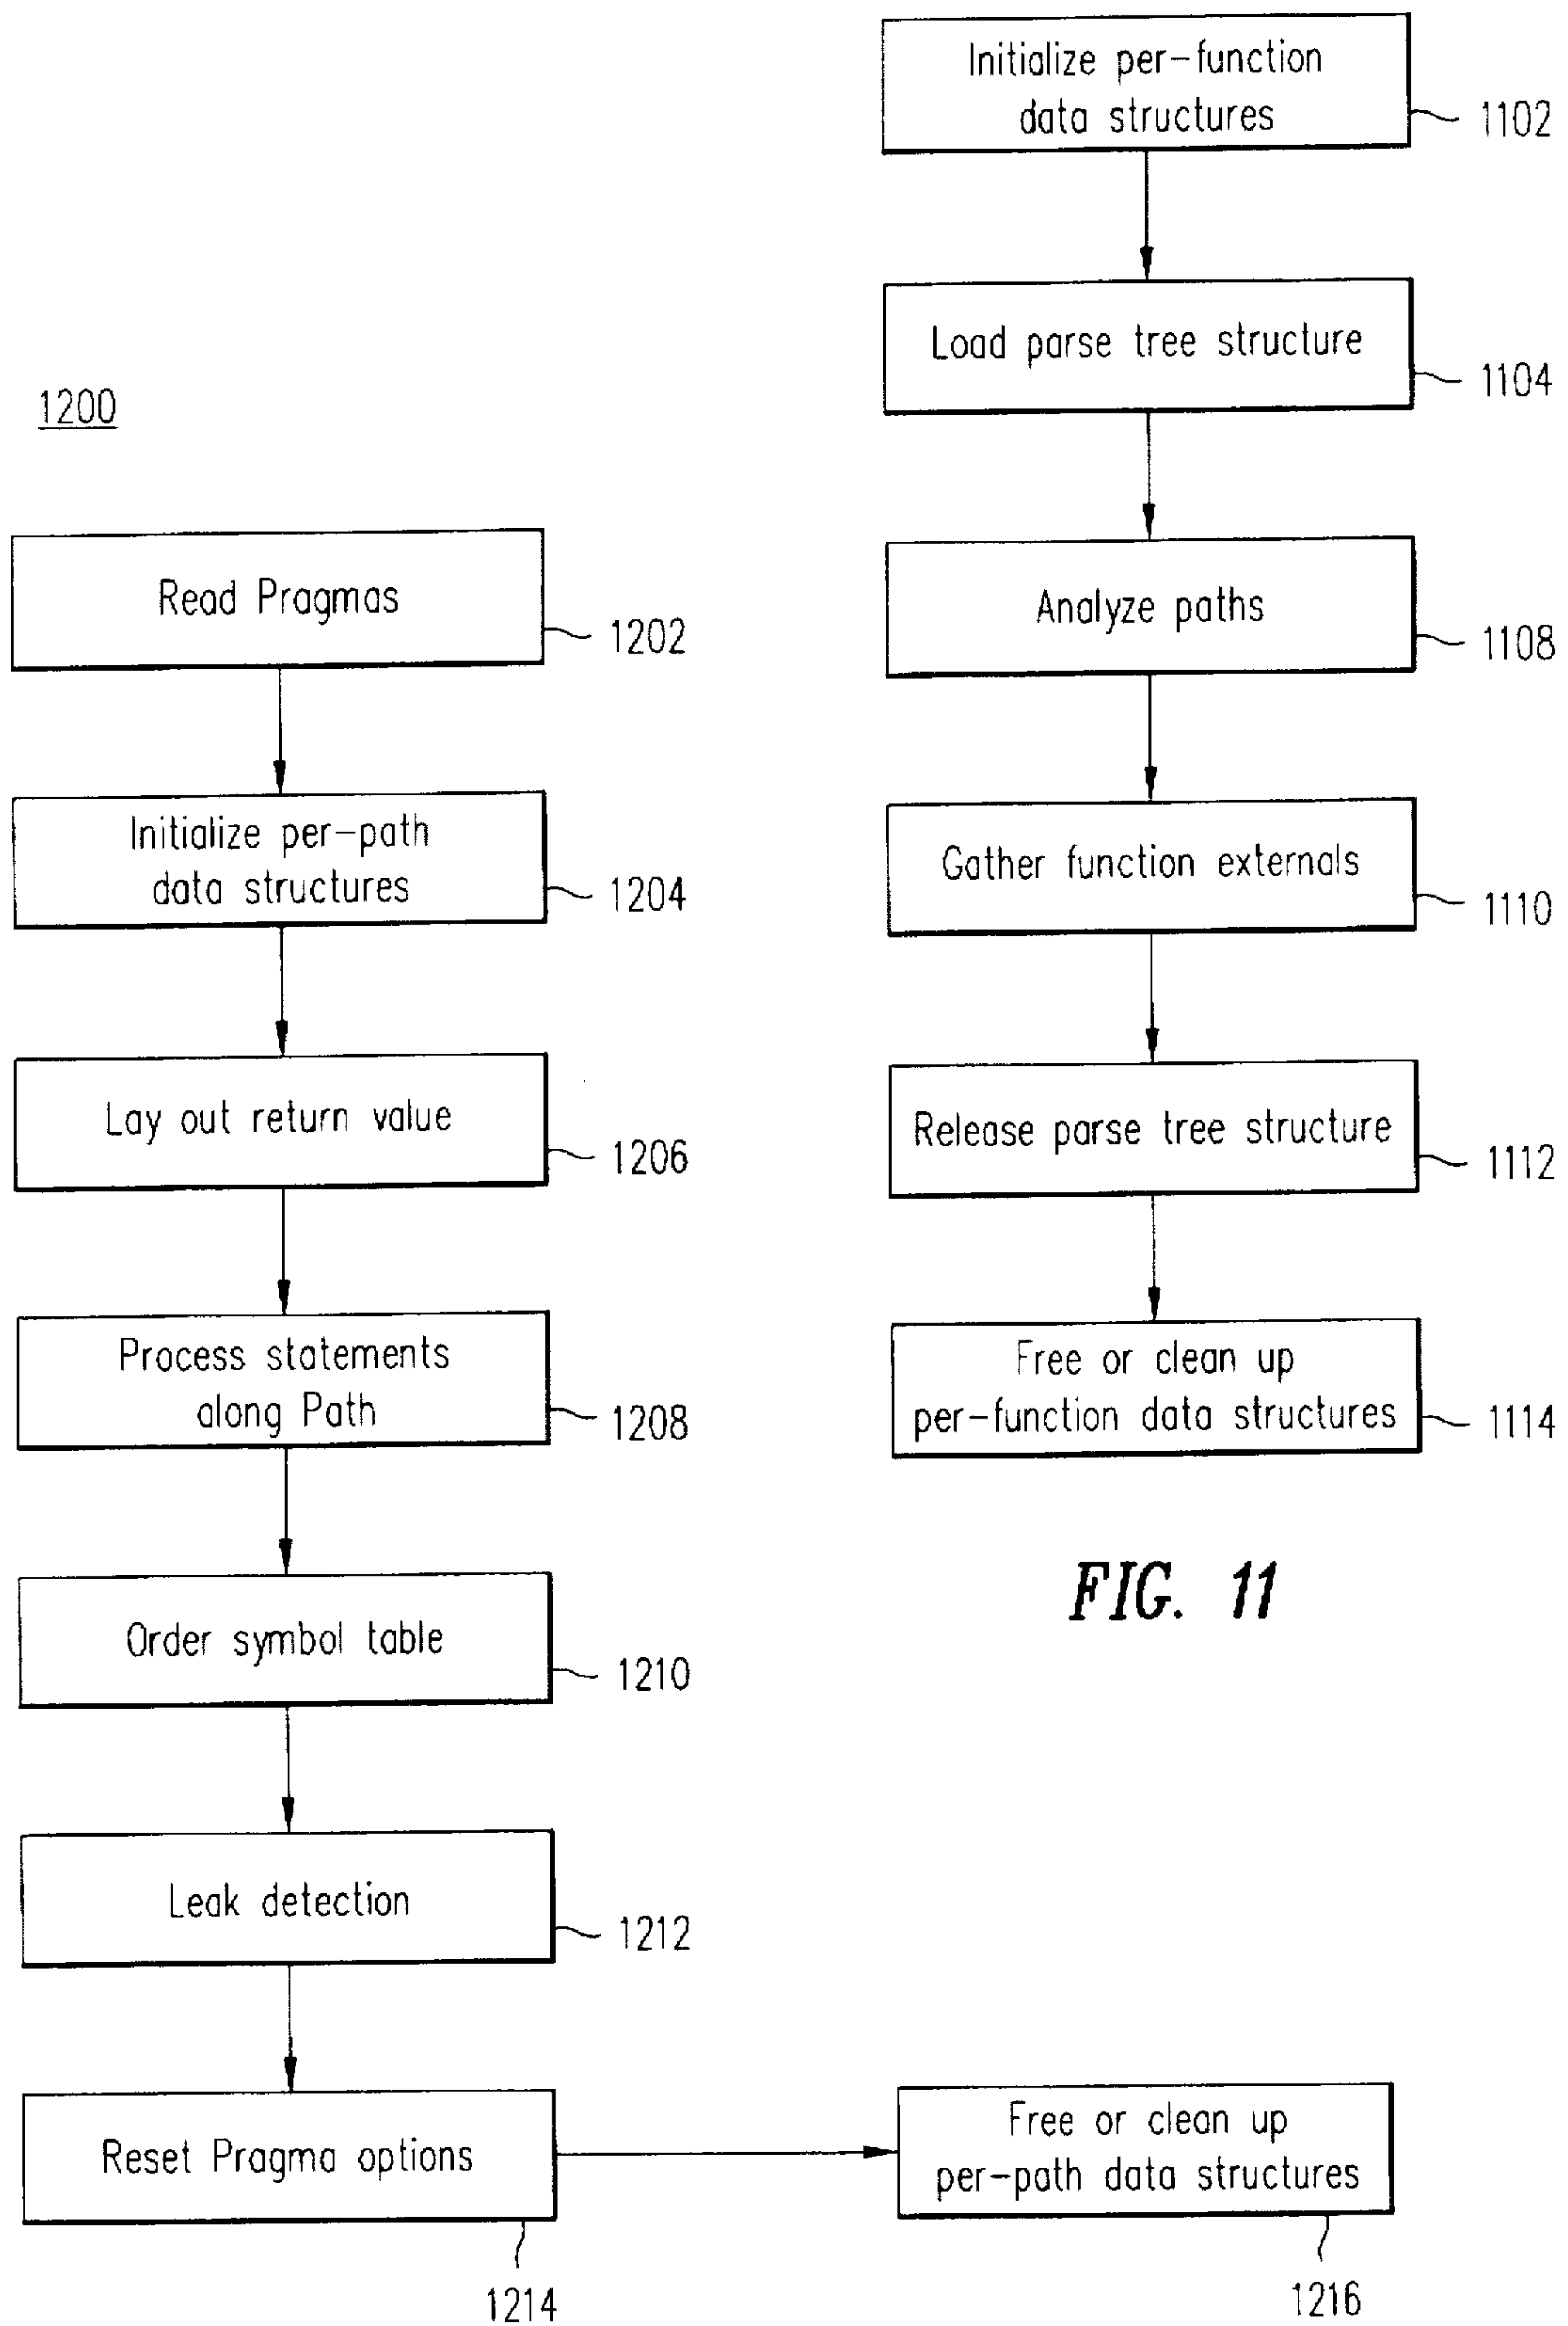 Initialize per-function
data structures
1102
Load parse tree structure
1104
Analyze paths
1108
Gather function externals
1110
Release parse tree structure
1112
Free or clean up
per-function data structures
1114
FIG. 11
1200
Read Pragmas
1202
Initialize per-path
data structures
1204
Lay out return value
1206
Process statements
along Path
1208
Order symbol table
1210
Leak detection
1212
Reset Pragma options
1214
Free or clean up
per-path data structures
1216